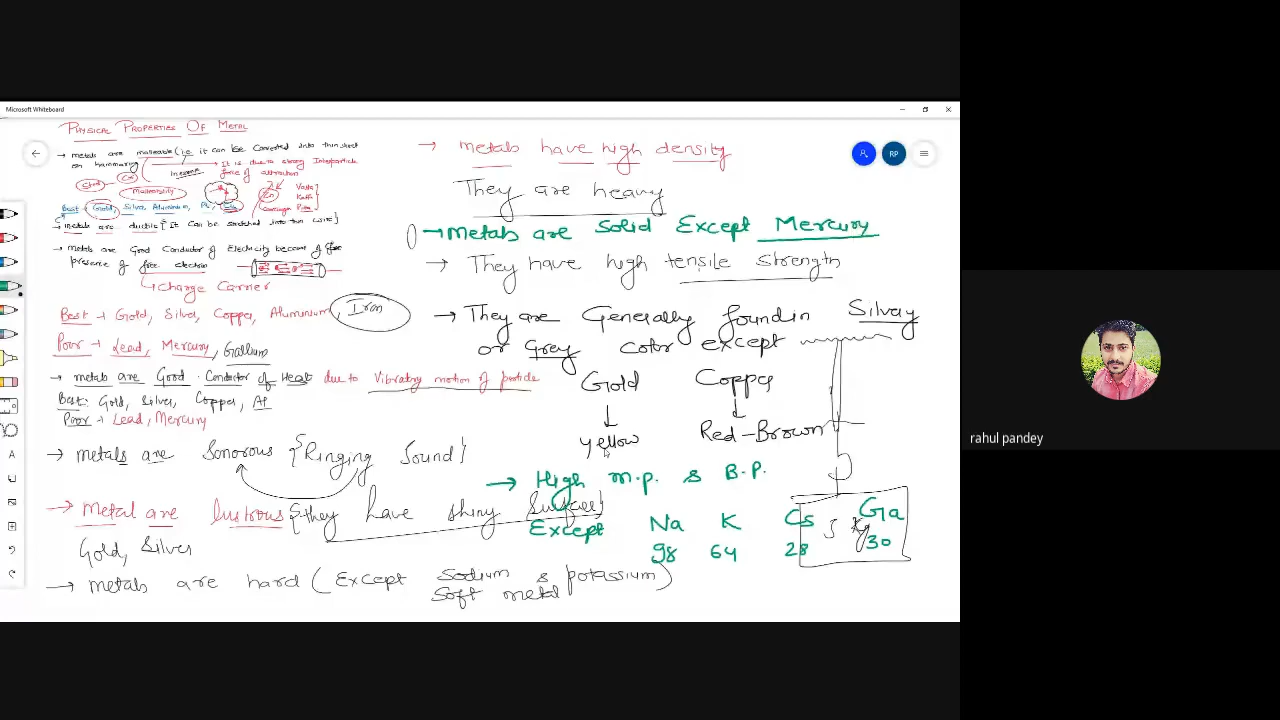 Microsoft Whiteboard
PHYSICAL PROPERTIES OF METAL
→ metals are malleable (i.e. it can be Converted into thin sheet
on hammering
It is due to strong Interparticle
force of attraction
Increase
Malleability
Zn
Best → Gold, Silver, Aluminium,
→ metals are ductile { It can be stretched into thin wire}
→ metals are Good Conductor of Electricity because of free
presence of free electron
Charge Carrier
Best → Gold, Silver, Copper, Aluminium, Iron
Poor → Lead, Mercury, Gallium
→ metals are Good Conductor of Heat due to Vibratory motion of particle
Best: Gold, Silver, Copper, Al
Poor → Lead, Mercury
→ metals are Sonorous {Ringing Sound}
→ Metal are lustrous {they have shiny Surface}
Gold, Silver
→ metals are hard (Except Sodium & potassium)
Soft metal
→ metals have high density
They are heavy
→ metals are solid Except Mercury
→ They have high tensile strength
→ They are Generally found in Silvery
or Grey Color except
Gold Copper
yellow Red-Brown
→ High m.p. & B.P.
Except Na K Cs Ga
98 64 28 30
5 Kg
RP
rahul pandey